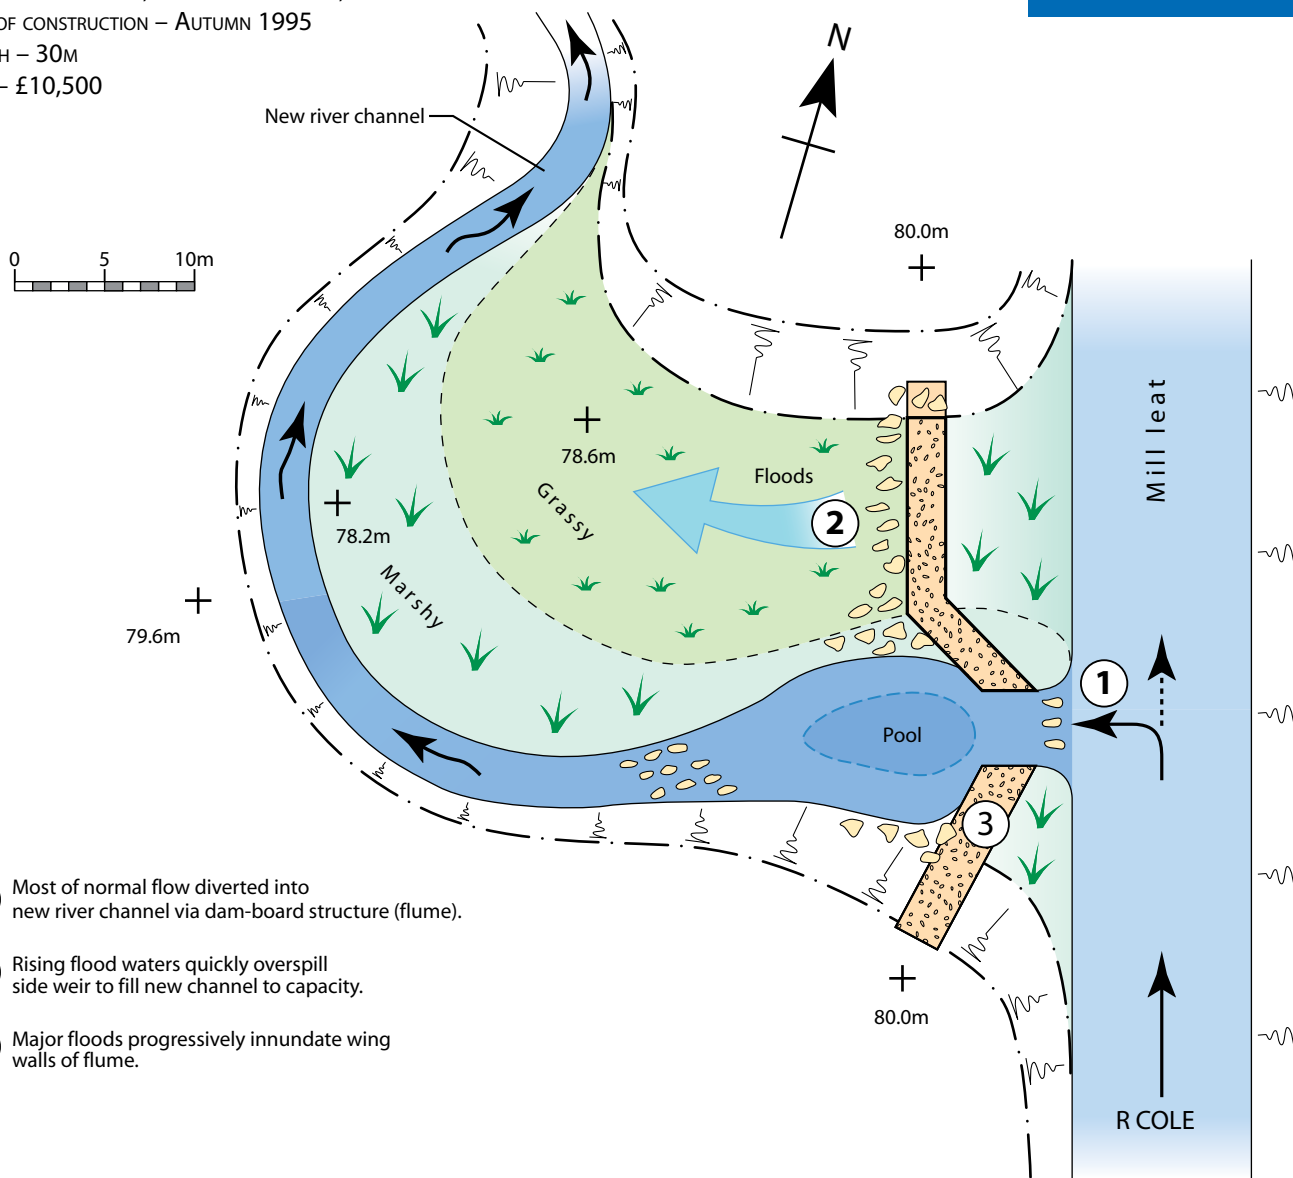 OF CONSTRUCTION – AUTUMN 1995
– 30M
– £10,500
N
New river channel
80.0m
0 5 10m
Mill leat
78.6m
Floods
Grassy
2
78.2m
Marshy
79.6m
1
Pool
3
Most of normal flow diverted into
new river channel via dam-board structure (flume).
Rising flood waters quickly overspill
side weir to fill new channel to capacity.
80.0m
Major floods progressively innundate wing
walls of flume.
R COLE